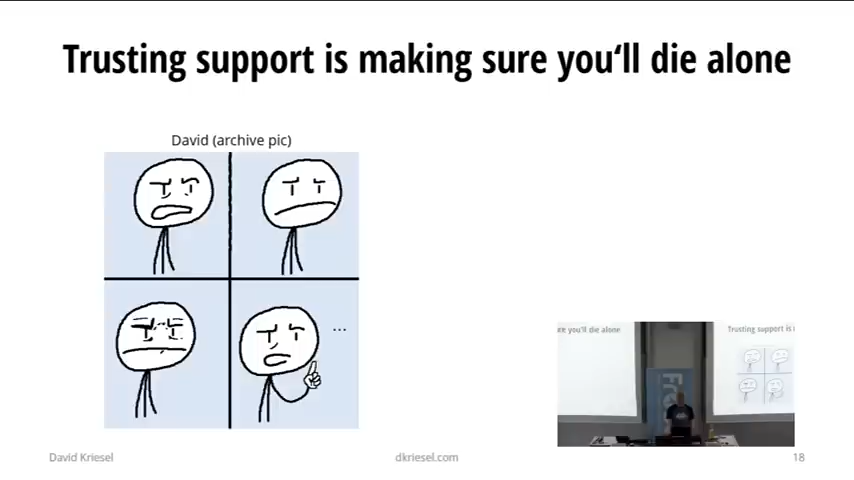 Trusting support is making sure you‘ll die alone
David (archive pic)
...
re you'll die alone
Trusting support is
Fro
David Kriesel
dkriesel.com
18